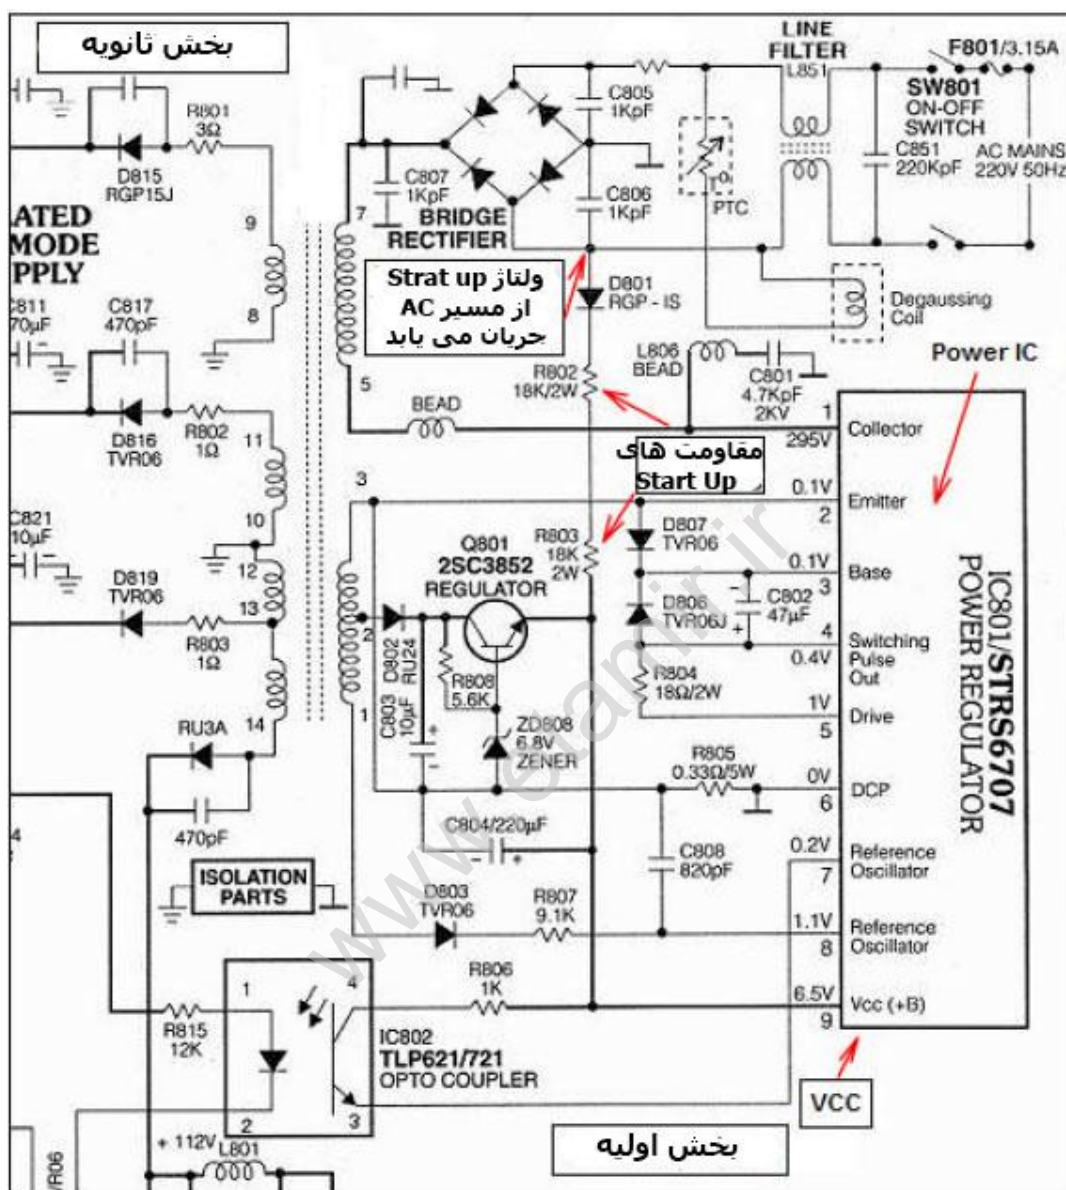 بخش ثانویه
LINE
FILTER
L851
F801/3.15A
SW801
ON-OFF
SWITCH
C851
220KpF
AC MAINS
220V 50Hz
R801
3Ω
D815
RGP15J
C805
1KpF
C807
1KpF
C806
1KpF
PTC
BRIDGE
RECTIFIER
ATED
MODE
PPLY
9
8
7
5
ولتاژ Strat up
از مسیر AC
جریان می یابد
D801
RGP - IS
Degaussing
Coil
Power IC
C811
70µF
C817
470pF
L806
BEAD
R802
18K/2W
C801
4.7KpF
2KV
BEAD
D816
TVR06
R802
1Ω
11
10
مقاومت های
Start Up
1
295V
Collector
3
0.1V
2
Emitter
C821
10µF
Q801
2SC3852
REGULATOR
R803
18K
2W
D807
TVR06
0.1V
3
Base
D806
TVR06J
C802
47µF
D819
TVR06
R803
1Ω
12
13
14
2
1
D802
RU24
R808
5.6K
C803
10µF
ZD808
6.8V
ZENER
R804
18Ω/2W
4
0.4V
Switching
Pulse
Out
1V
5
Drive
IC801/STRS6707
POWER REGULATOR
RU3A
470pF
R805
0.33Ω/5W
0V
6
DCP
C804/220µF
C808
820pF
0.2V
7
Reference
Oscillator
ISOLATION
PARTS
D803
TVR06
R807
9.1K
1.1V
8
Reference
Oscillator
R806
1K
6.5V
9
Vcc (+B)
R815
12K
1
4
2
3
IC802
TLP621/721
OPTO COUPLER
VCC
+ 112V
L801
/R06
بخش اولیه
www.etamir.ir